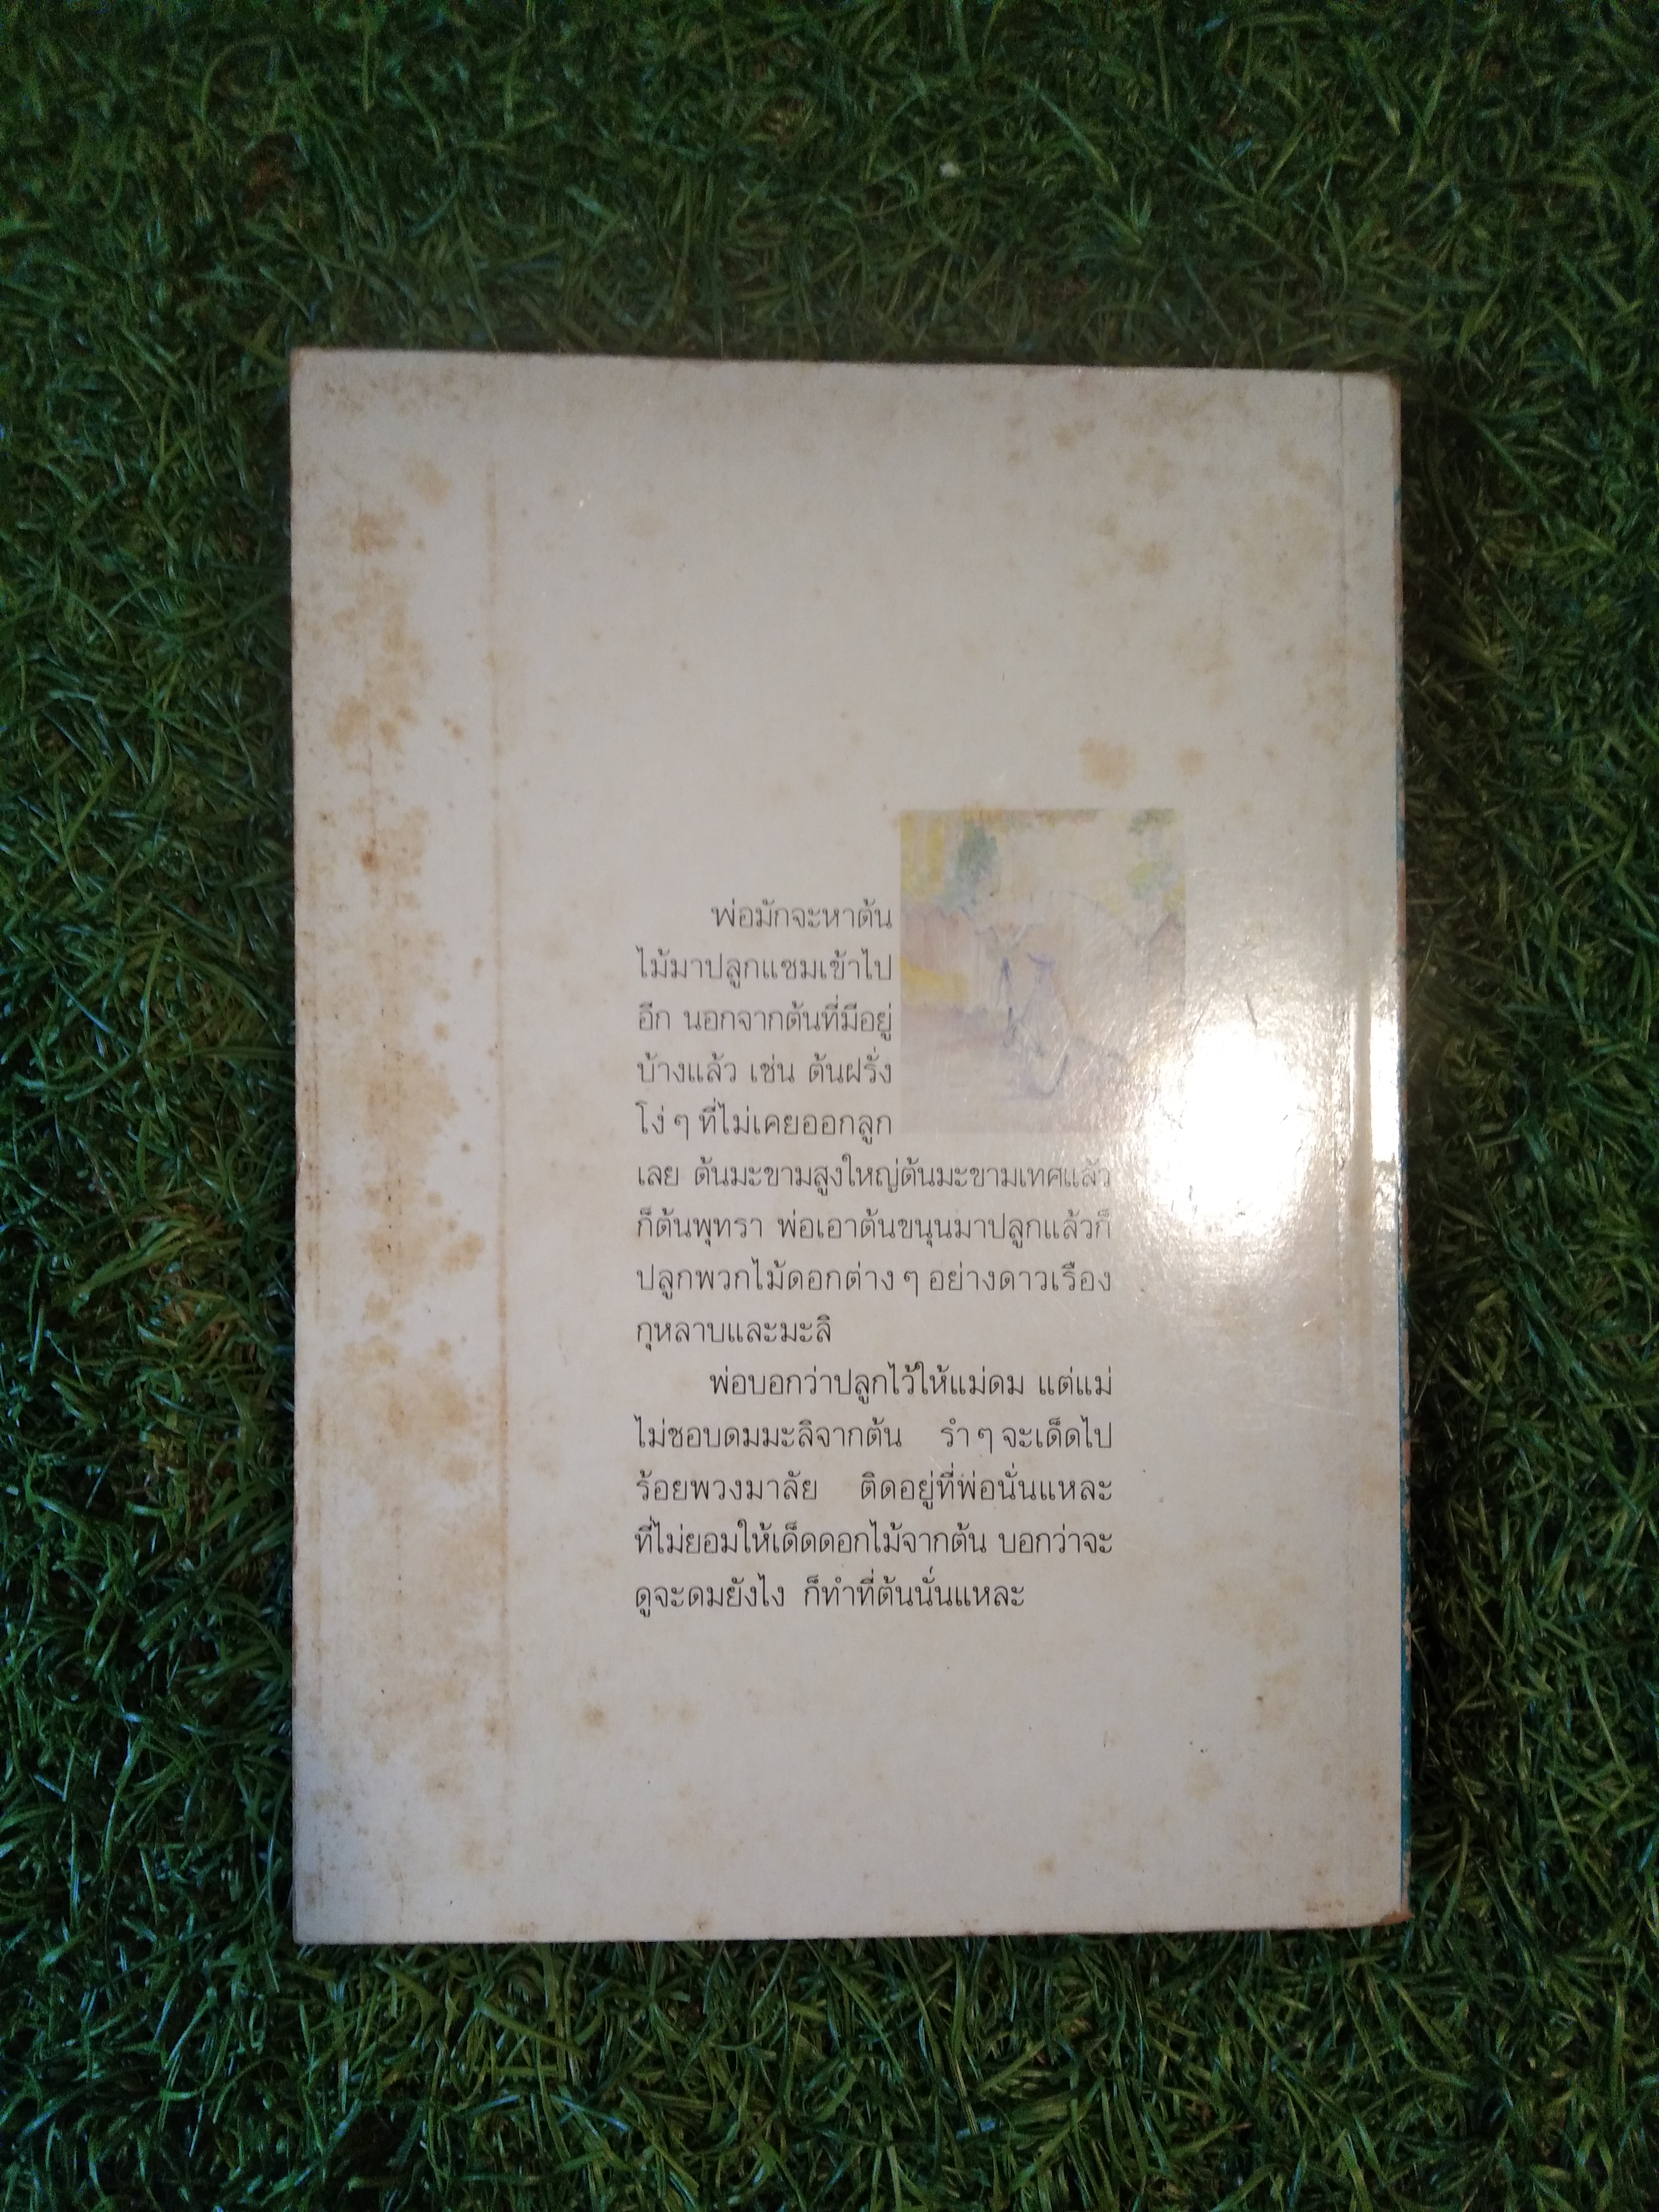 พ่อมักจะหาต้น
ไม้มาปลูกแซมเข้าไป
อีก นอกจากต้นที่มีอยู่
บ้างแล้ว เช่น ต้นฝรั่ง
โง่ ๆ ที่ไม่เคยออกลูก
เลย ต้นมะขามสูงใหญ่ต้นมะขามเทศแล้ว
ก็ต้นพุทรา พ่อเอาต้นขนุนมาปลูกแล้วก็
ปลูกพวกไม้ดอกต่าง ๆ อย่างดาวเรือง
กุหลาบและมะลิ
พ่อบอกว่าปลูกไว้ให้แม่ดม แต่แม่
ไม่ชอบดมมะลิจากต้น รำ ๆ จะเด็ดไป
ร้อยพวงมาลัย ติดอยู่ที่พ่อนั่นแหละ
ที่ไม่ยอมให้เด็ดดอกไม้จากต้น บอกว่าจะ
ดูจะดมยังไง ก็ทำที่ต้นนั่นแหละ